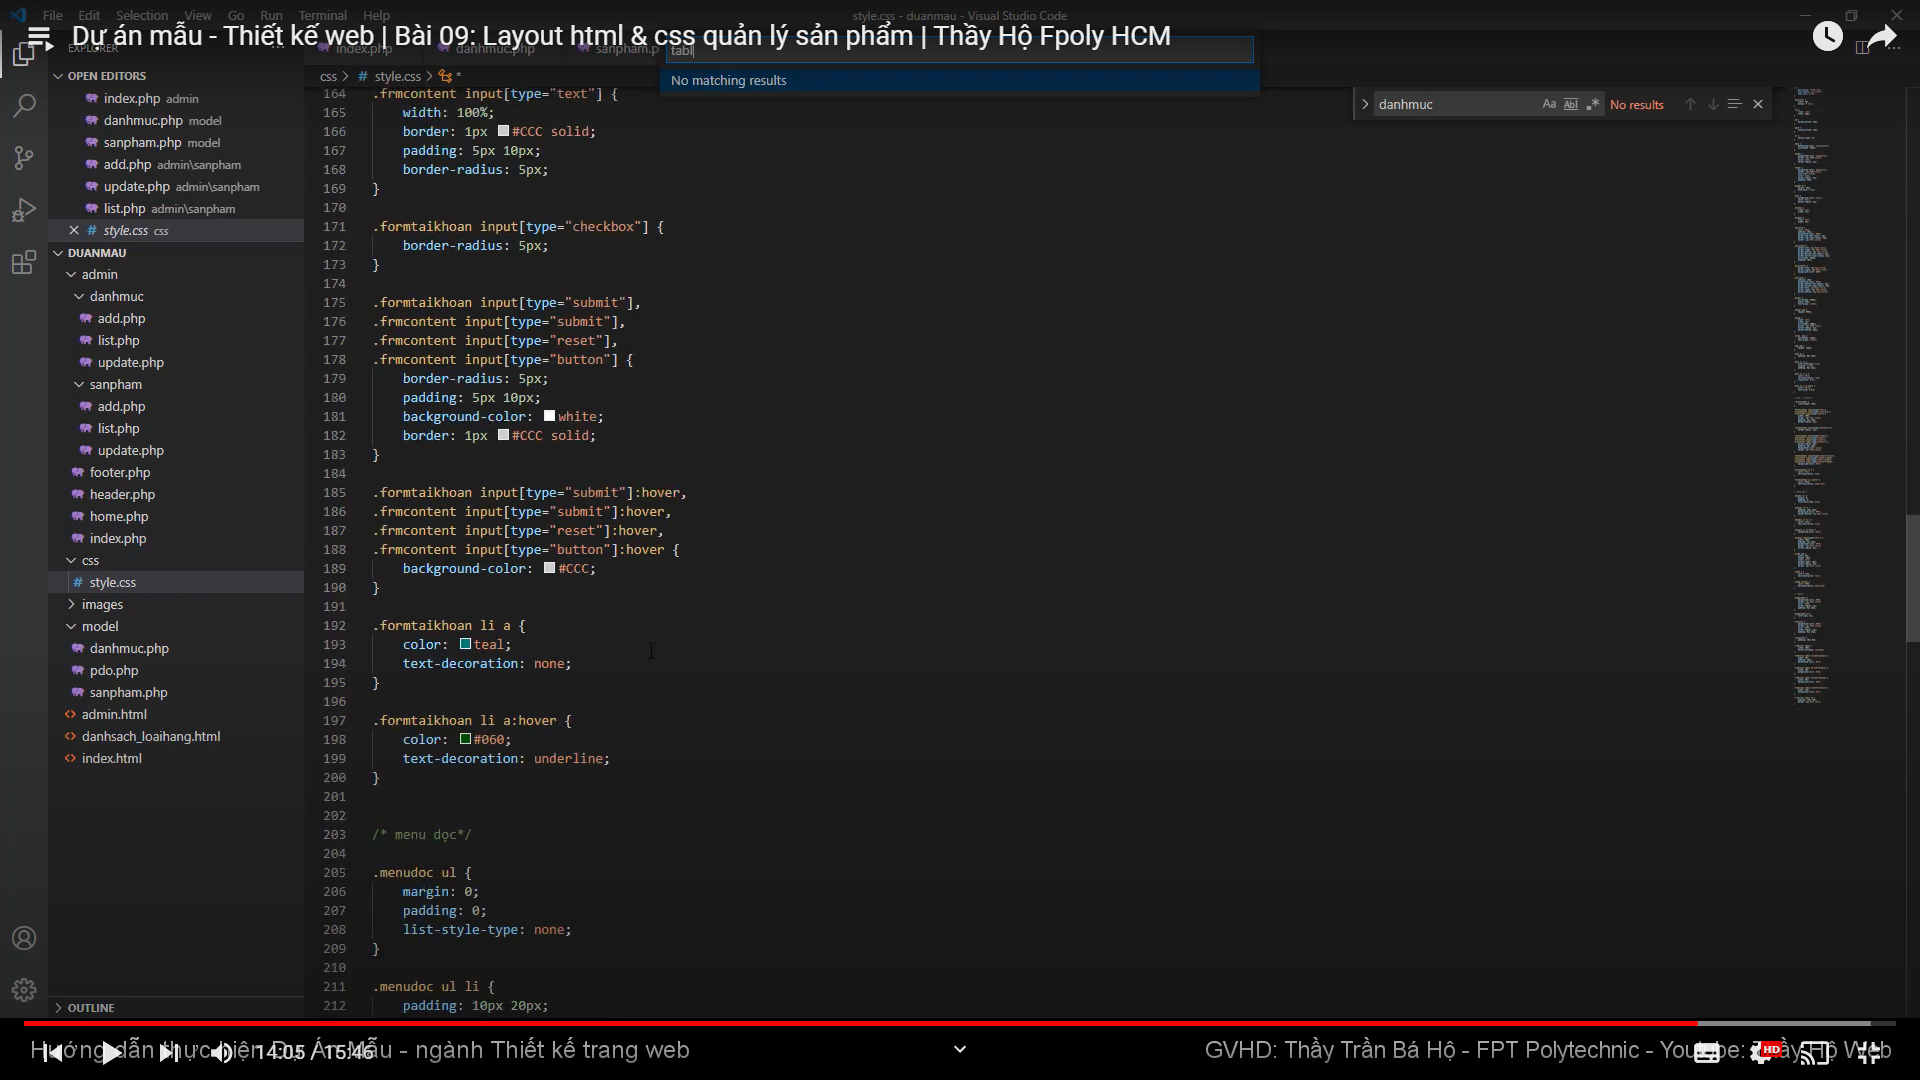 File Edit Selection View Go Run Terminal Help
style.css - duanmau - Visual Studio Code
Dự án mẫu - Thiết kế web | Bài 09: Layout html & css quản lý sản phẩm | Thầy Hộ Fpoly HCM
EXPLORER
index.php danhmuc.php sanpham.p
tabl
No matching results
css > # style.css >
danhmuc
Aa Abl .* No results
OPEN EDITORS
index.php admin
danhmuc.php model
sanpham.php model
add.php admin\sanpham
update.php admin\sanpham
list.php admin\sanpham
# style.css css
DUANMAU
admin
danhmuc
add.php
list.php
update.php
sanpham
add.php
list.php
update.php
footer.php
header.php
home.php
index.php
css
# style.css
images
model
danhmuc.php
pdo.php
sanpham.php
<> admin.html
<> danhsach_loaihang.html
<> index.html
OUTLINE
164 .frmcontent input[type="text"] {
165 width: 100%;
166 border: 1px #CCC solid;
167 padding: 5px 10px;
168 border-radius: 5px;
169 }
170
171 .formtaikhoan input[type="checkbox"] {
172 border-radius: 5px;
173 }
174
175 .formtaikhoan input[type="submit"],
176 .frmcontent input[type="submit"],
177 .frmcontent input[type="reset"],
178 .frmcontent input[type="button"] {
179 border-radius: 5px;
180 padding: 5px 10px;
181 background-color: white;
182 border: 1px #CCC solid;
183 }
184
185 .formtaikhoan input[type="submit"]:hover,
186 .frmcontent input[type="submit"]:hover,
187 .frmcontent input[type="reset"]:hover,
188 .frmcontent input[type="button"]:hover {
189 background-color: #CCC;
190 }
191
192 .formtaikhoan li a {
193 color: teal;
194 text-decoration: none;
195 }
196
197 .formtaikhoan li a:hover {
198 color: #060;
199 text-decoration: underline;
200 }
201
202
203 /* menu dọc*/
204
205 .menudoc ul {
206 margin: 0;
207 padding: 0;
208 list-style-type: none;
209 }
210
211 .menudoc ul li {
212 padding: 10px 20px;
Hướng dẫn thực hiện Dự Án Mẫu - ngành Thiết kế trang web
14:05 / 15:46
GVHD: Thầy Trần Bá Hộ - FPT Polytechnic - Youtube: Thầy Hộ Web
HD